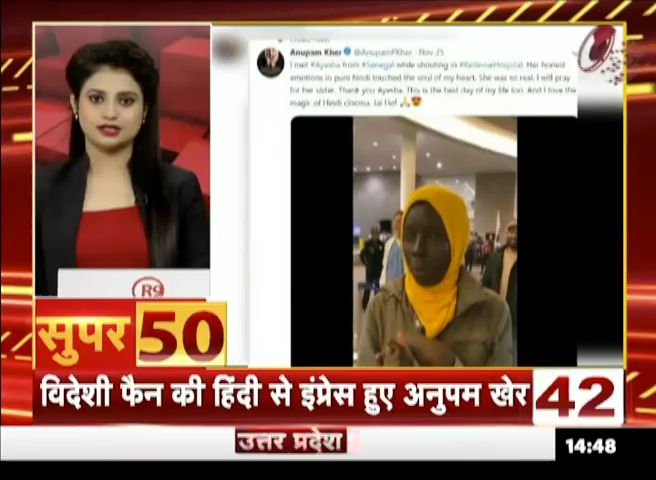 Anupam Kher @AnupamPKher · Nov 25
I met #Ayesha from #Senegal while shooting in #BellevueHospital. Her honest
emotions in pure hindi touched the soul of my heart. She was so real. I will pray
for her sister. Thank you Ayesha. This is the best day of my life too. And I love the
magic of Hindi cinema. Jai Ho! 🙏😍
R9
सुपर 50
विदेशी फैन की हिंदी से इंप्रेस हुए अनुपम खेर 42
उत्तर प्रदेश
14:48